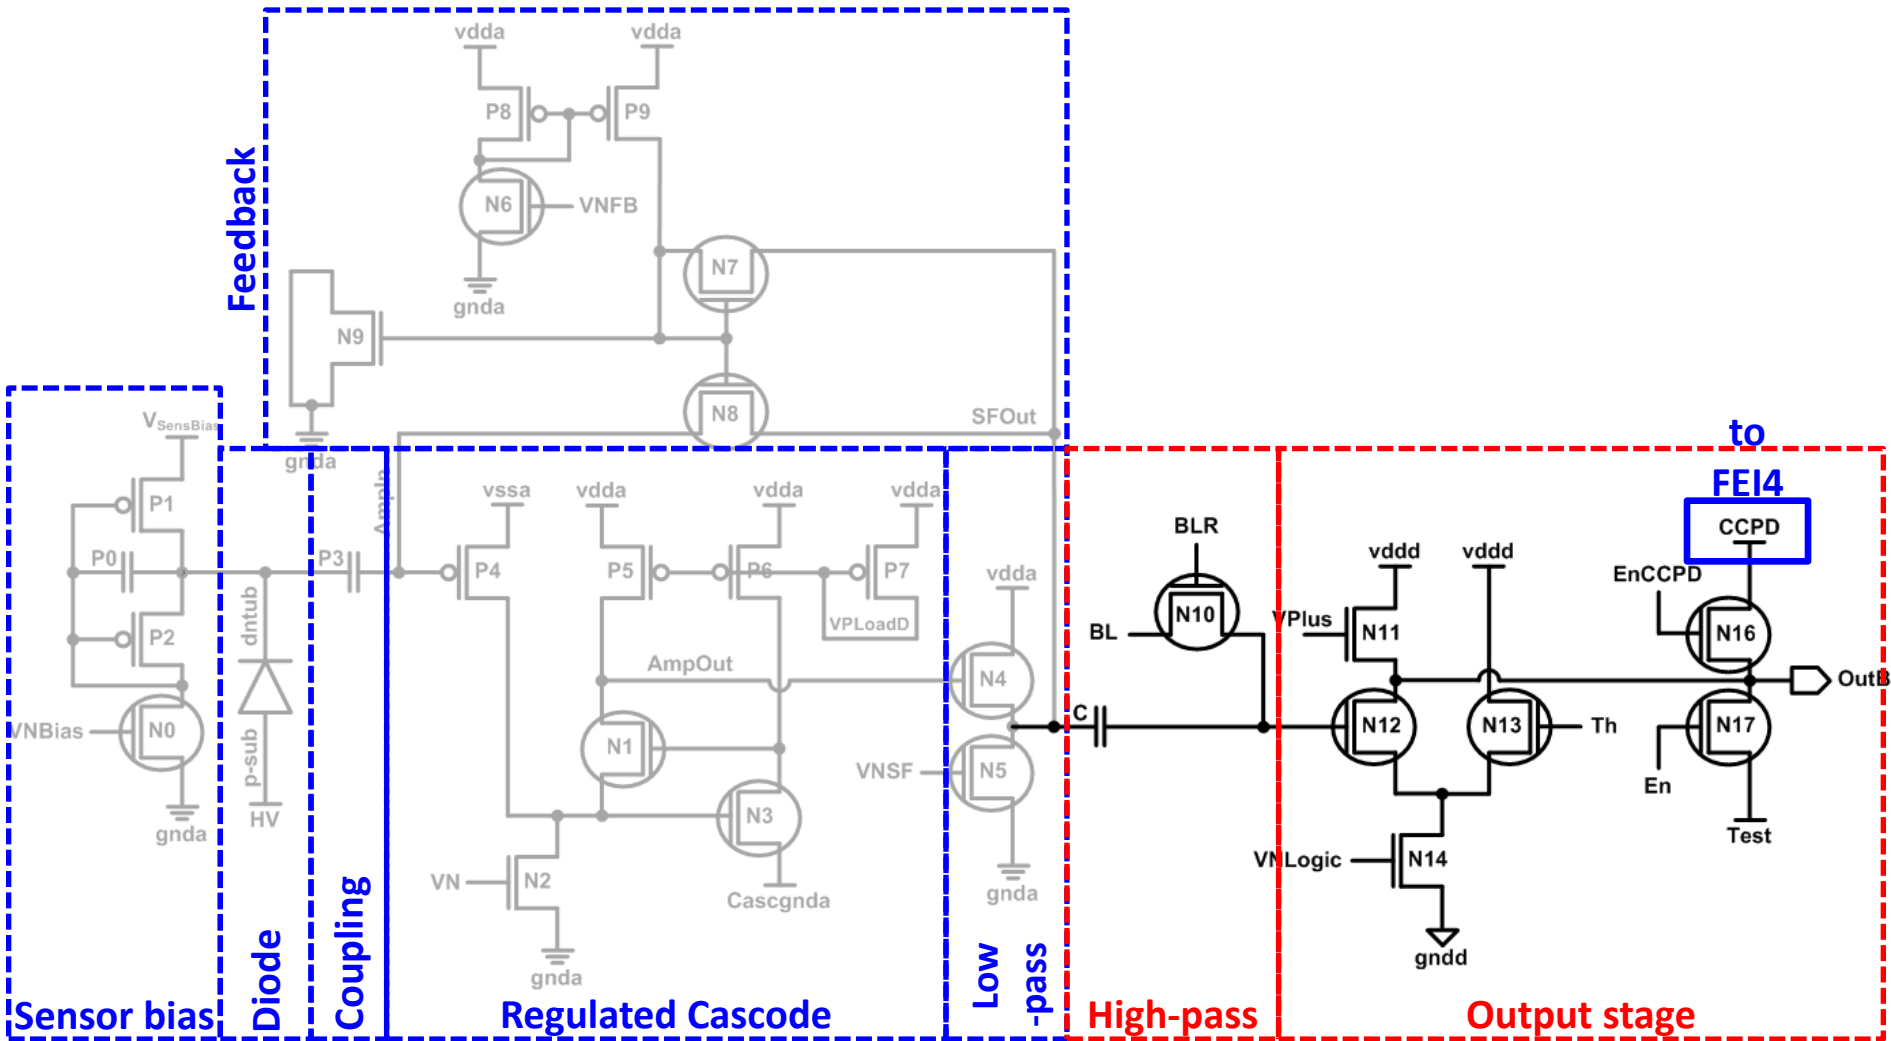 vdda
vdda
P8
P9
N6
VNFB
gnda
Feedback
N7
N9
N8
SFOut
gnda
to
FEI4
CCPD
VSensBias
P1
P0
P2
VNBias
N0
gnda
dntub
p-sub
HV
P3
AmpIn
vssa
vdda
vdda
vdda
P4
P5
P6
P7
VPLoadD
AmpOut
N1
N3
VN
N2
Cascgnda
gnda
vdda
N4
VNSF
N5
gnda
BLR
N10
BL
C
vddd
vddd
VPlus
N11
EnCCPD
N16
OutB
N12
N13
Th
N17
En
Test
VNLogic
N14
gndd
Sensor bias
Diode
Coupling
Regulated Cascode
Low
-pass
High-pass
Output stage